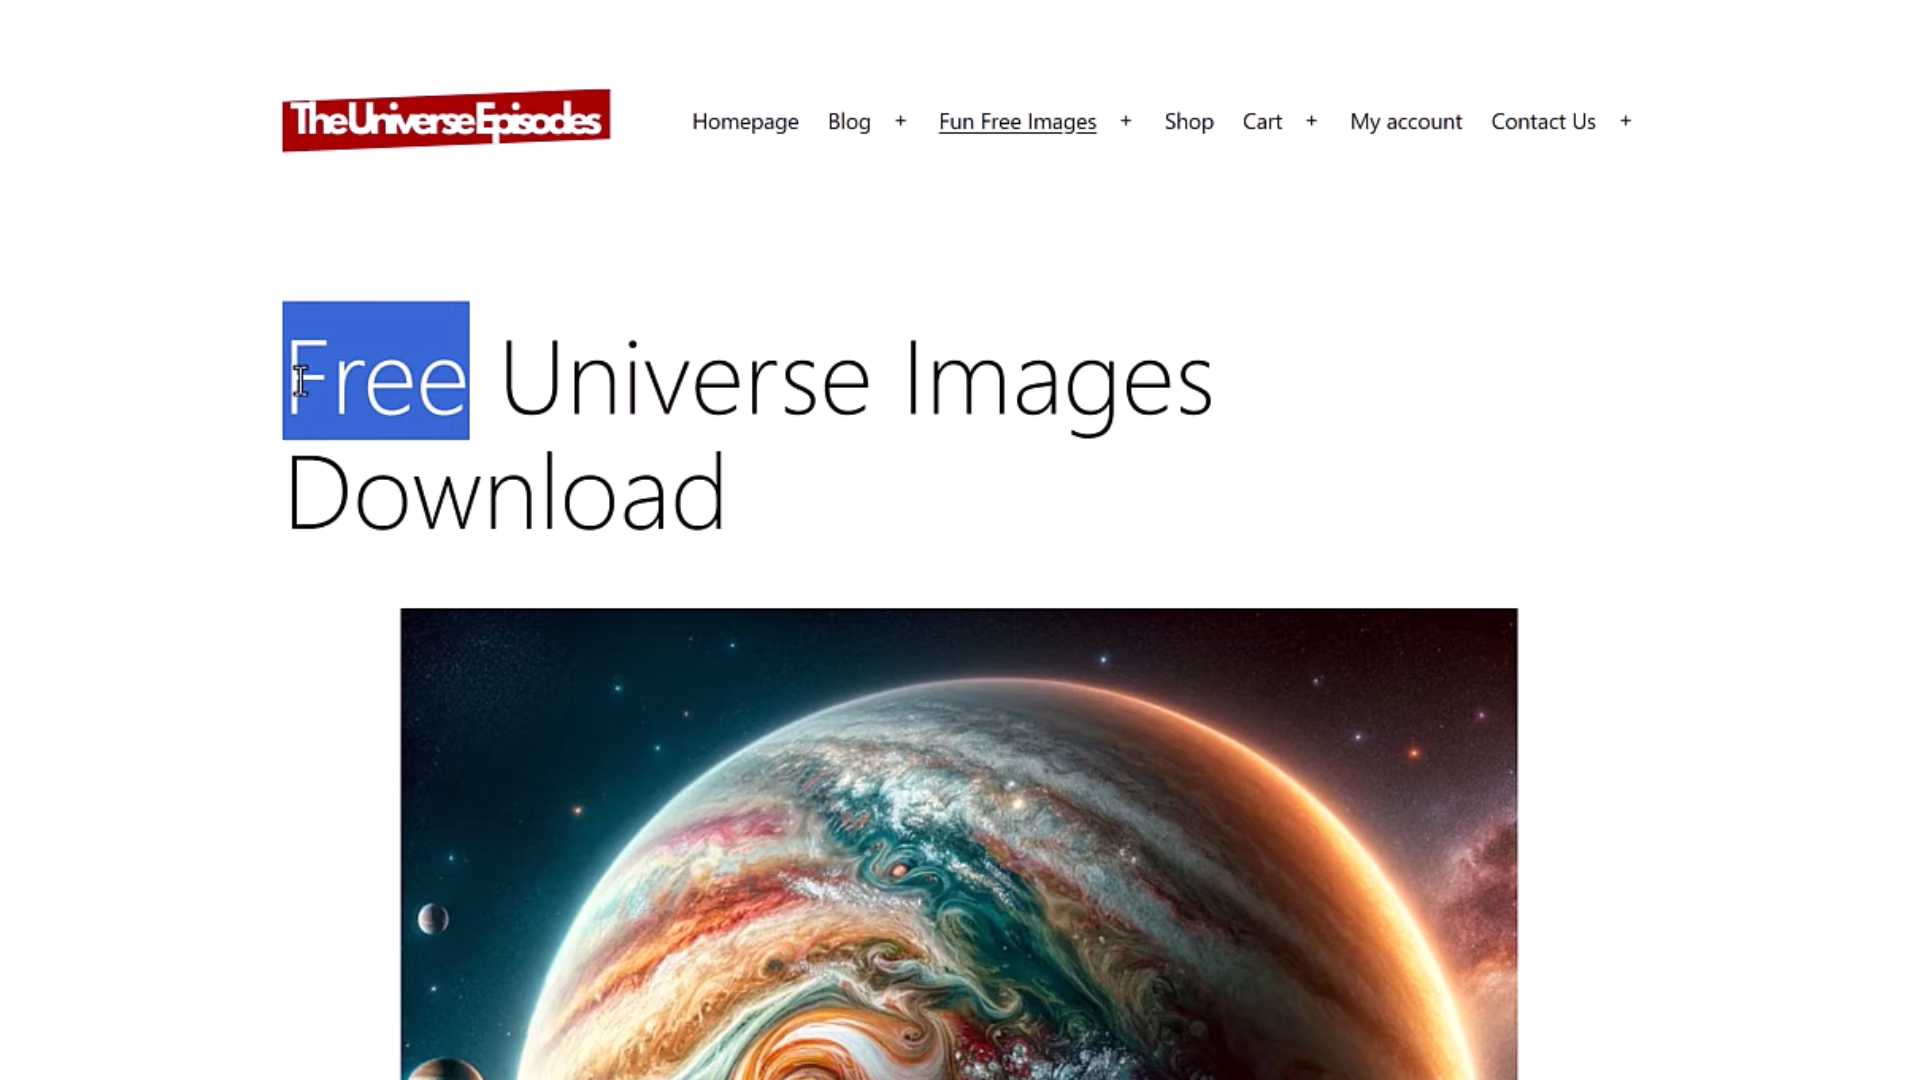 TheUniverseEpisodes
Homepage Blog + Fun Free Images + Shop Cart + My account Contact Us +
Free Universe Images
Download